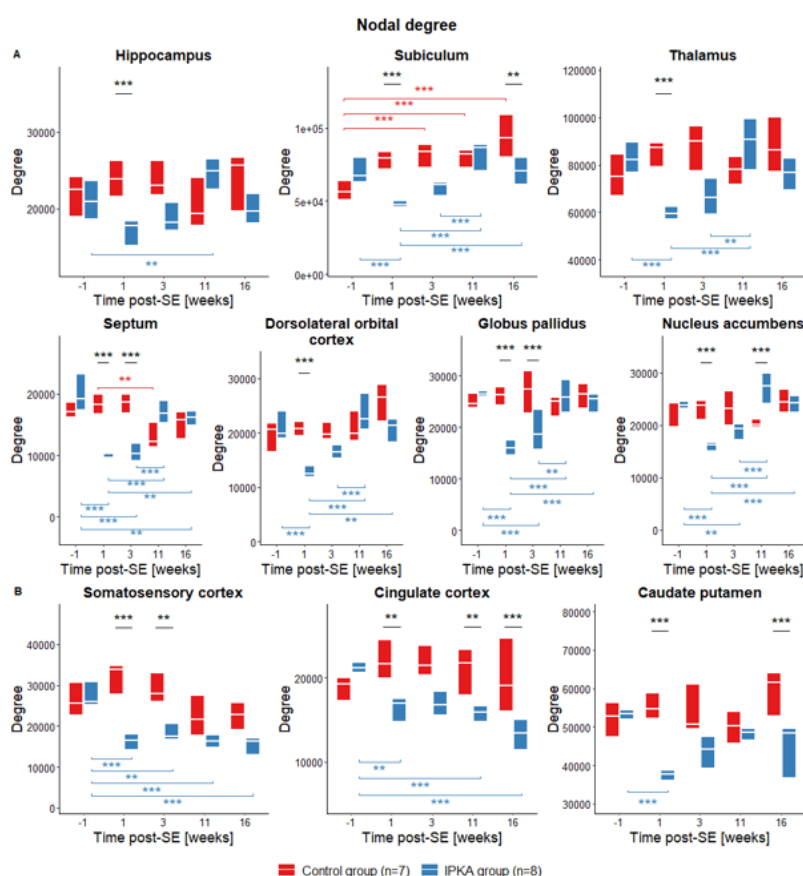 Nodal degree
A
Hippocampus
Subiculum
Thalamus
***
***
**
***
***
***
***
Degree
30000
20000
Degree
1e+05
5e+04
0e+00
Degree
120000
100000
80000
60000
40000
**
***
***
***
***
**
***
-1 1 3 11 16
-1 1 3 11 16
-1 1 3 11 16
Time post-SE [weeks]
Time post-SE [weeks]
Time post-SE [weeks]
Septum
Dorsolateral orbital
cortex
Globus pallidus
Nucleus accumbens
*** ***
**
***
*** ***
*** ***
Degree
20000
10000
0
Degree
30000
20000
10000
0
Degree
30000
20000
10000
0
Degree
30000
20000
10000
0
***
**
***
***
**
***
***
**
***
**
***
***
***
***
***
***
***
***
**
-1 1 3 11 16
-1 1 3 11 16
-1 1 3 11 16
-1 1 3 11 16
Time post-SE [weeks]
Time post-SE [weeks]
Time post-SE [weeks]
Time post-SE [weeks]
B
Somatosensory cortex
Cingulate cortex
Caudate putamen
*** **
** ** ***
*** ***
Degree
40000
30000
20000
10000
0
Degree
25000
20000
15000
10000
Degree
60000
50000
40000
30000
***
**
***
***
**
***
***
***
-1 1 3 11 16
-1 1 3 11 16
-1 1 3 11 16
Time post-SE [weeks]
Time post-SE [weeks]
Time post-SE [weeks]
Control group (n=7) IPKA group (n=8)